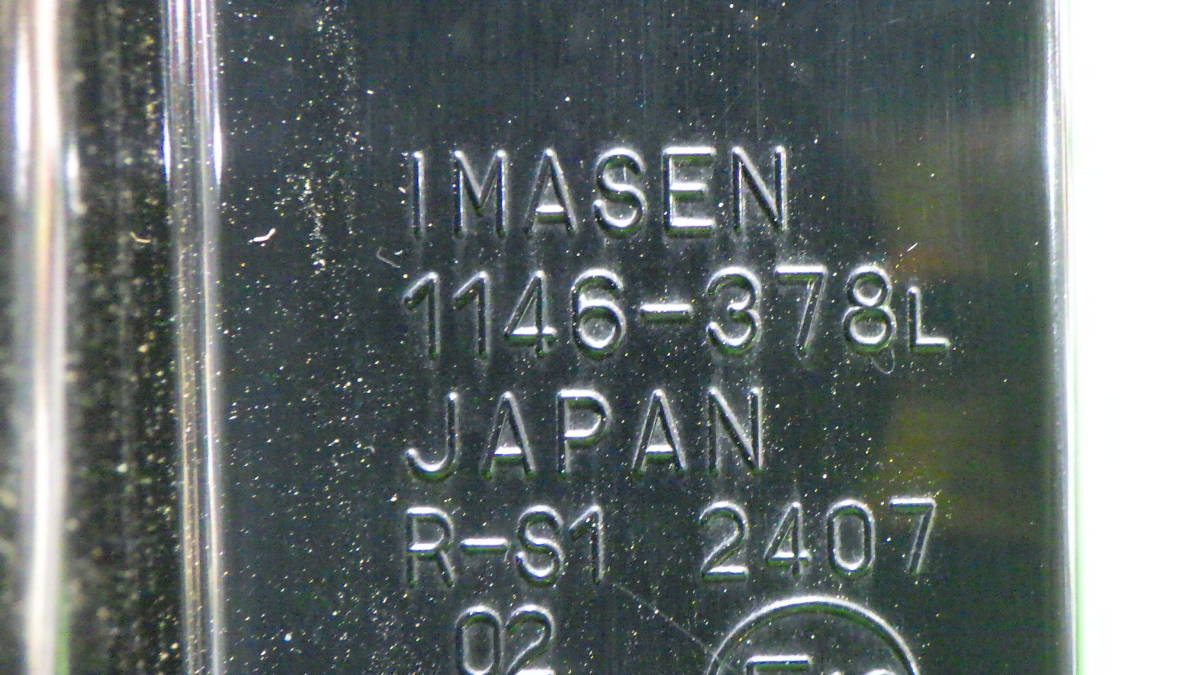 IMASEN
1146-378L
JAPAN
R-S1 2407
02